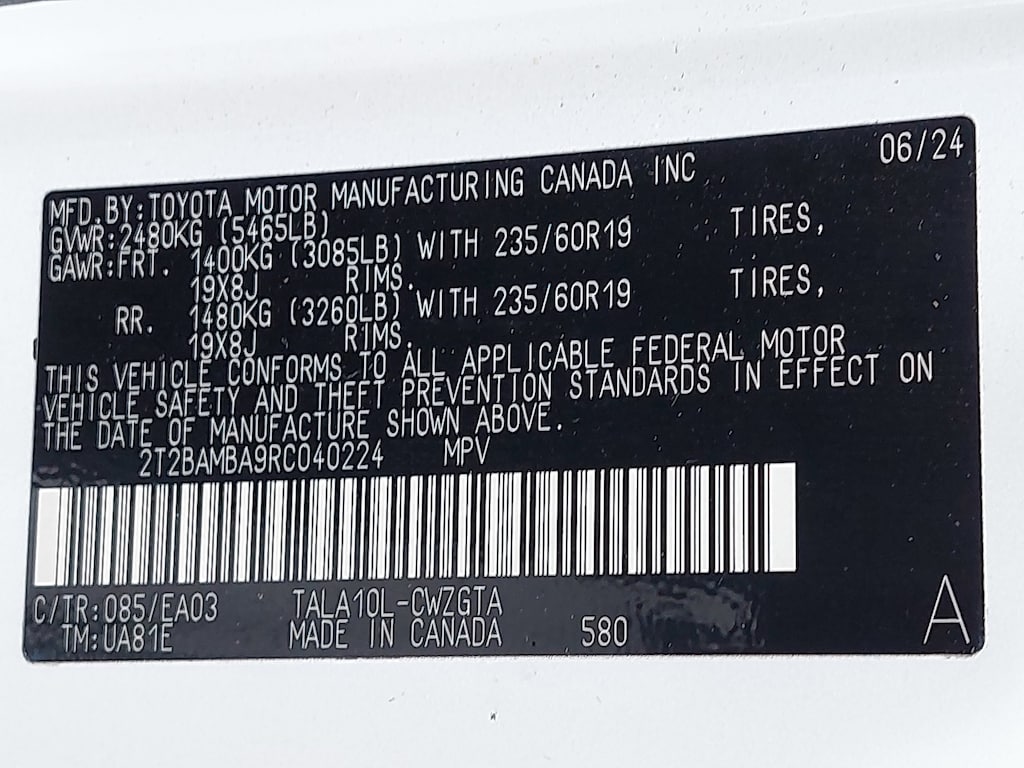 06/24
MFD.BY:TOYOTA MOTOR MANUFACTURING CANADA INC
GVWR:2480KG (5465LB)
GAWR:FRT. 1400KG (3085LB) WITH 235/60R19 TIRES,
19X8J RIMS.
RR. 1480KG (3260LB) WITH 235/60R19 TIRES,
19X8J RIMS.
THIS VEHICLE CONFORMS TO ALL APPLICABLE FEDERAL MOTOR
VEHICLE SAFETY AND THEFT PREVENTION STANDARDS IN EFFECT ON
THE DATE OF MANUFACTURE SHOWN ABOVE.
2T2BAMBA9RC040224 MPV
C/TR:085/EA03 TALA10L-CWZGTA
TM:UA81E MADE IN CANADA 580
A